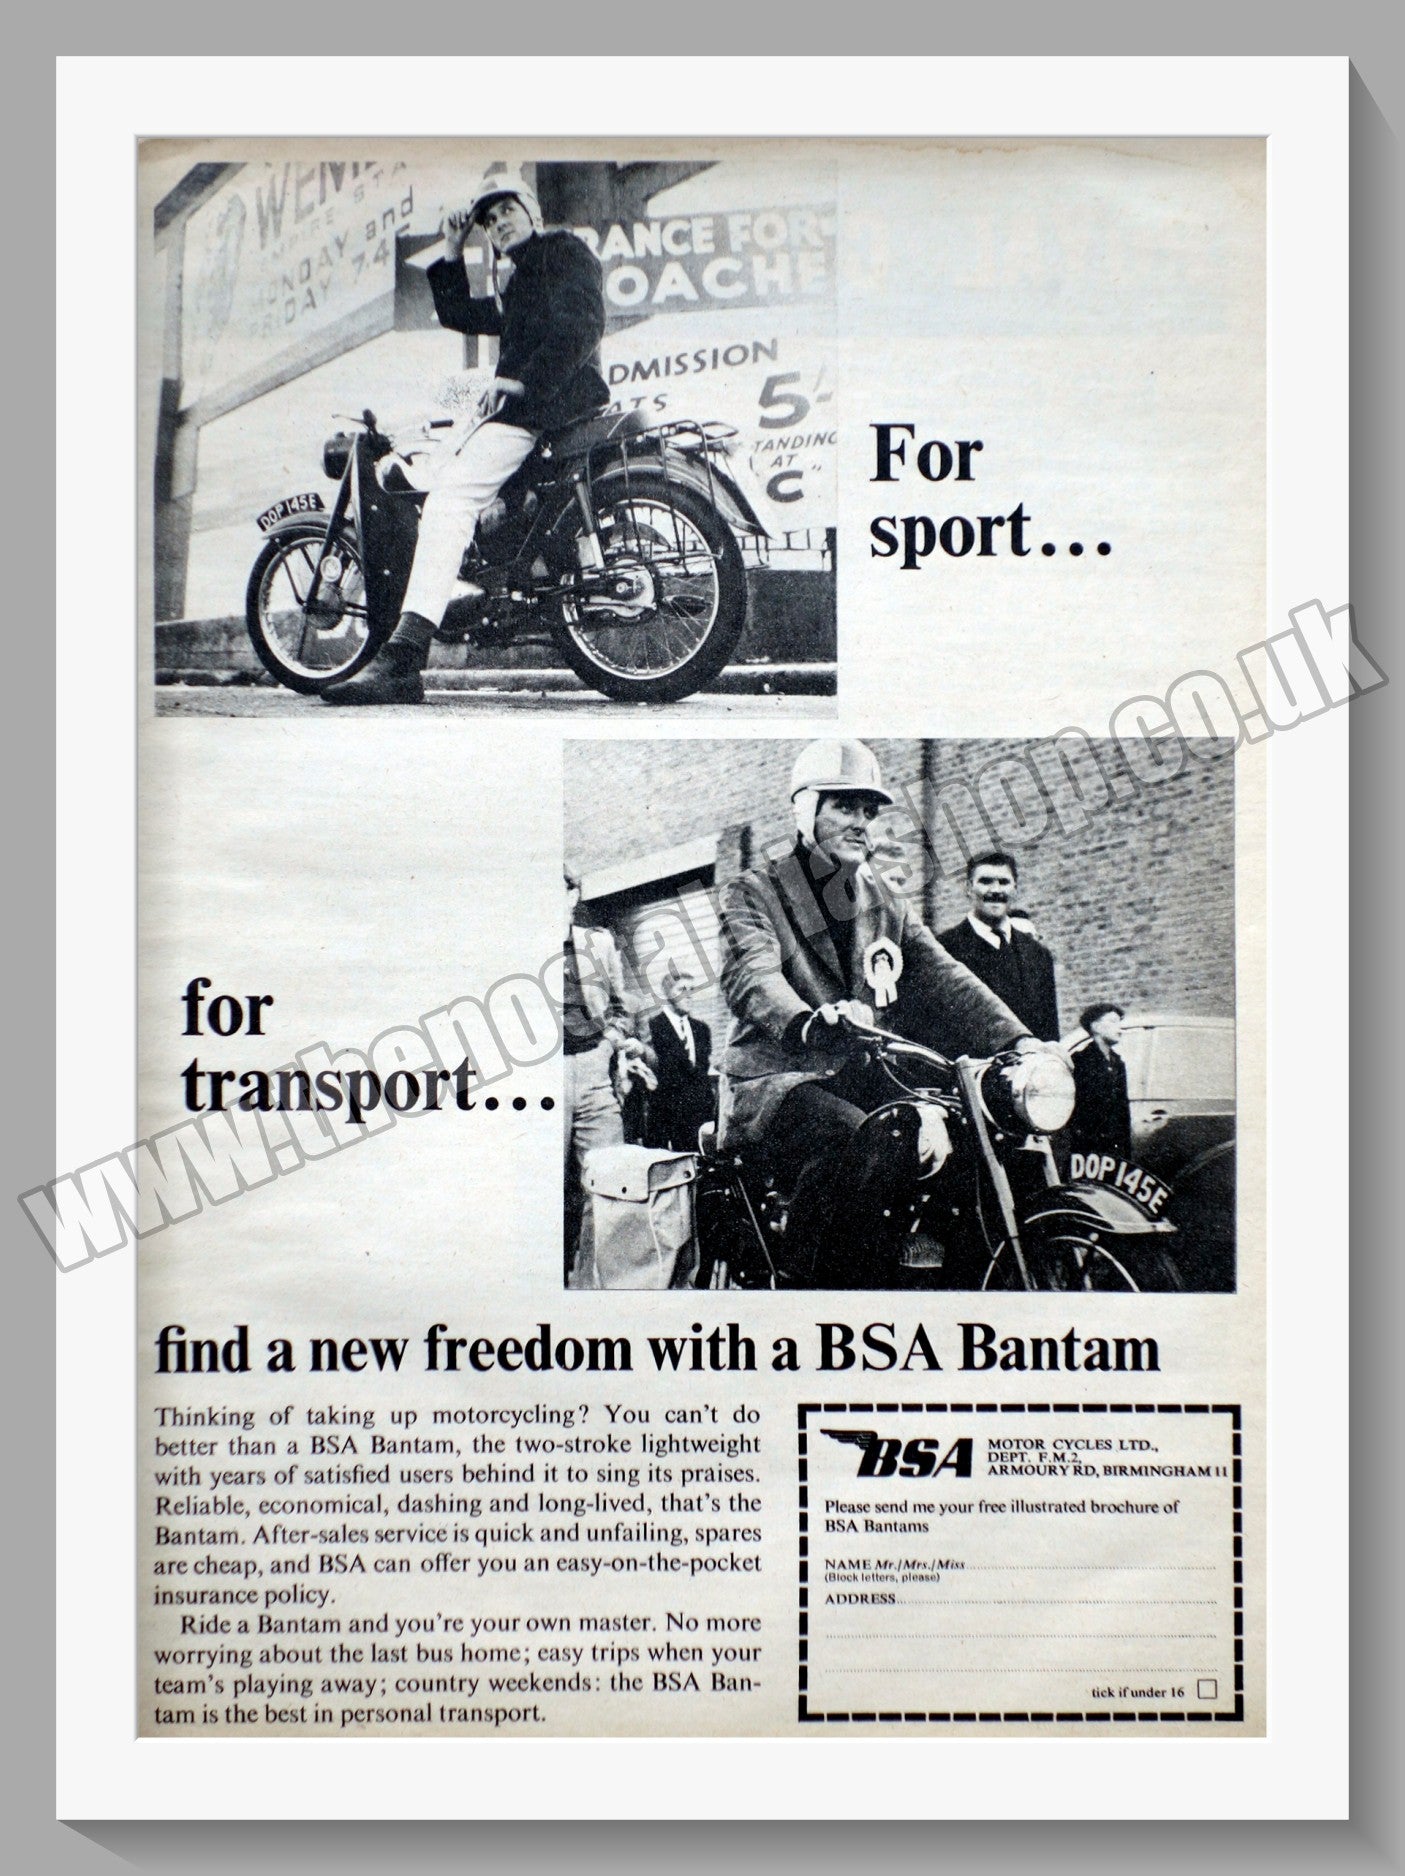 WEM
EMPIRE STA
MONDAY and
FRIDAY 7.4
RANCE FOR
OACHE
DMISSION
ATS
5/-
TANDING
AT
"C"
DOP 145E
For
sport...
DOP 145E
for
transport...
www.thenostalgiashop.co.uk
find a new freedom with a BSA Bantam
Thinking of taking up motorcycling? You can't do
better than a BSA Bantam, the two-stroke lightweight
with years of satisfied users behind it to sing its praises.
Reliable, economical, dashing and long-lived, that's the
Bantam. After-sales service is quick and unfailing, spares
are cheap, and BSA can offer you an easy-on-the-pocket
insurance policy.
Ride a Bantam and you're your own master. No more
worrying about the last bus home; easy trips when your
team's playing away; country weekends: the BSA Ban-
tam is the best in personal transport.
BSA
MOTOR CYCLES LTD.,
DEPT. F.M.2,
ARMOURY RD, BIRMINGHAM 11
Please send me your free illustrated brochure of
BSA Bantams
NAME Mr./Mrs./Miss
(Block letters, please)
ADDRESS
tick if under 16